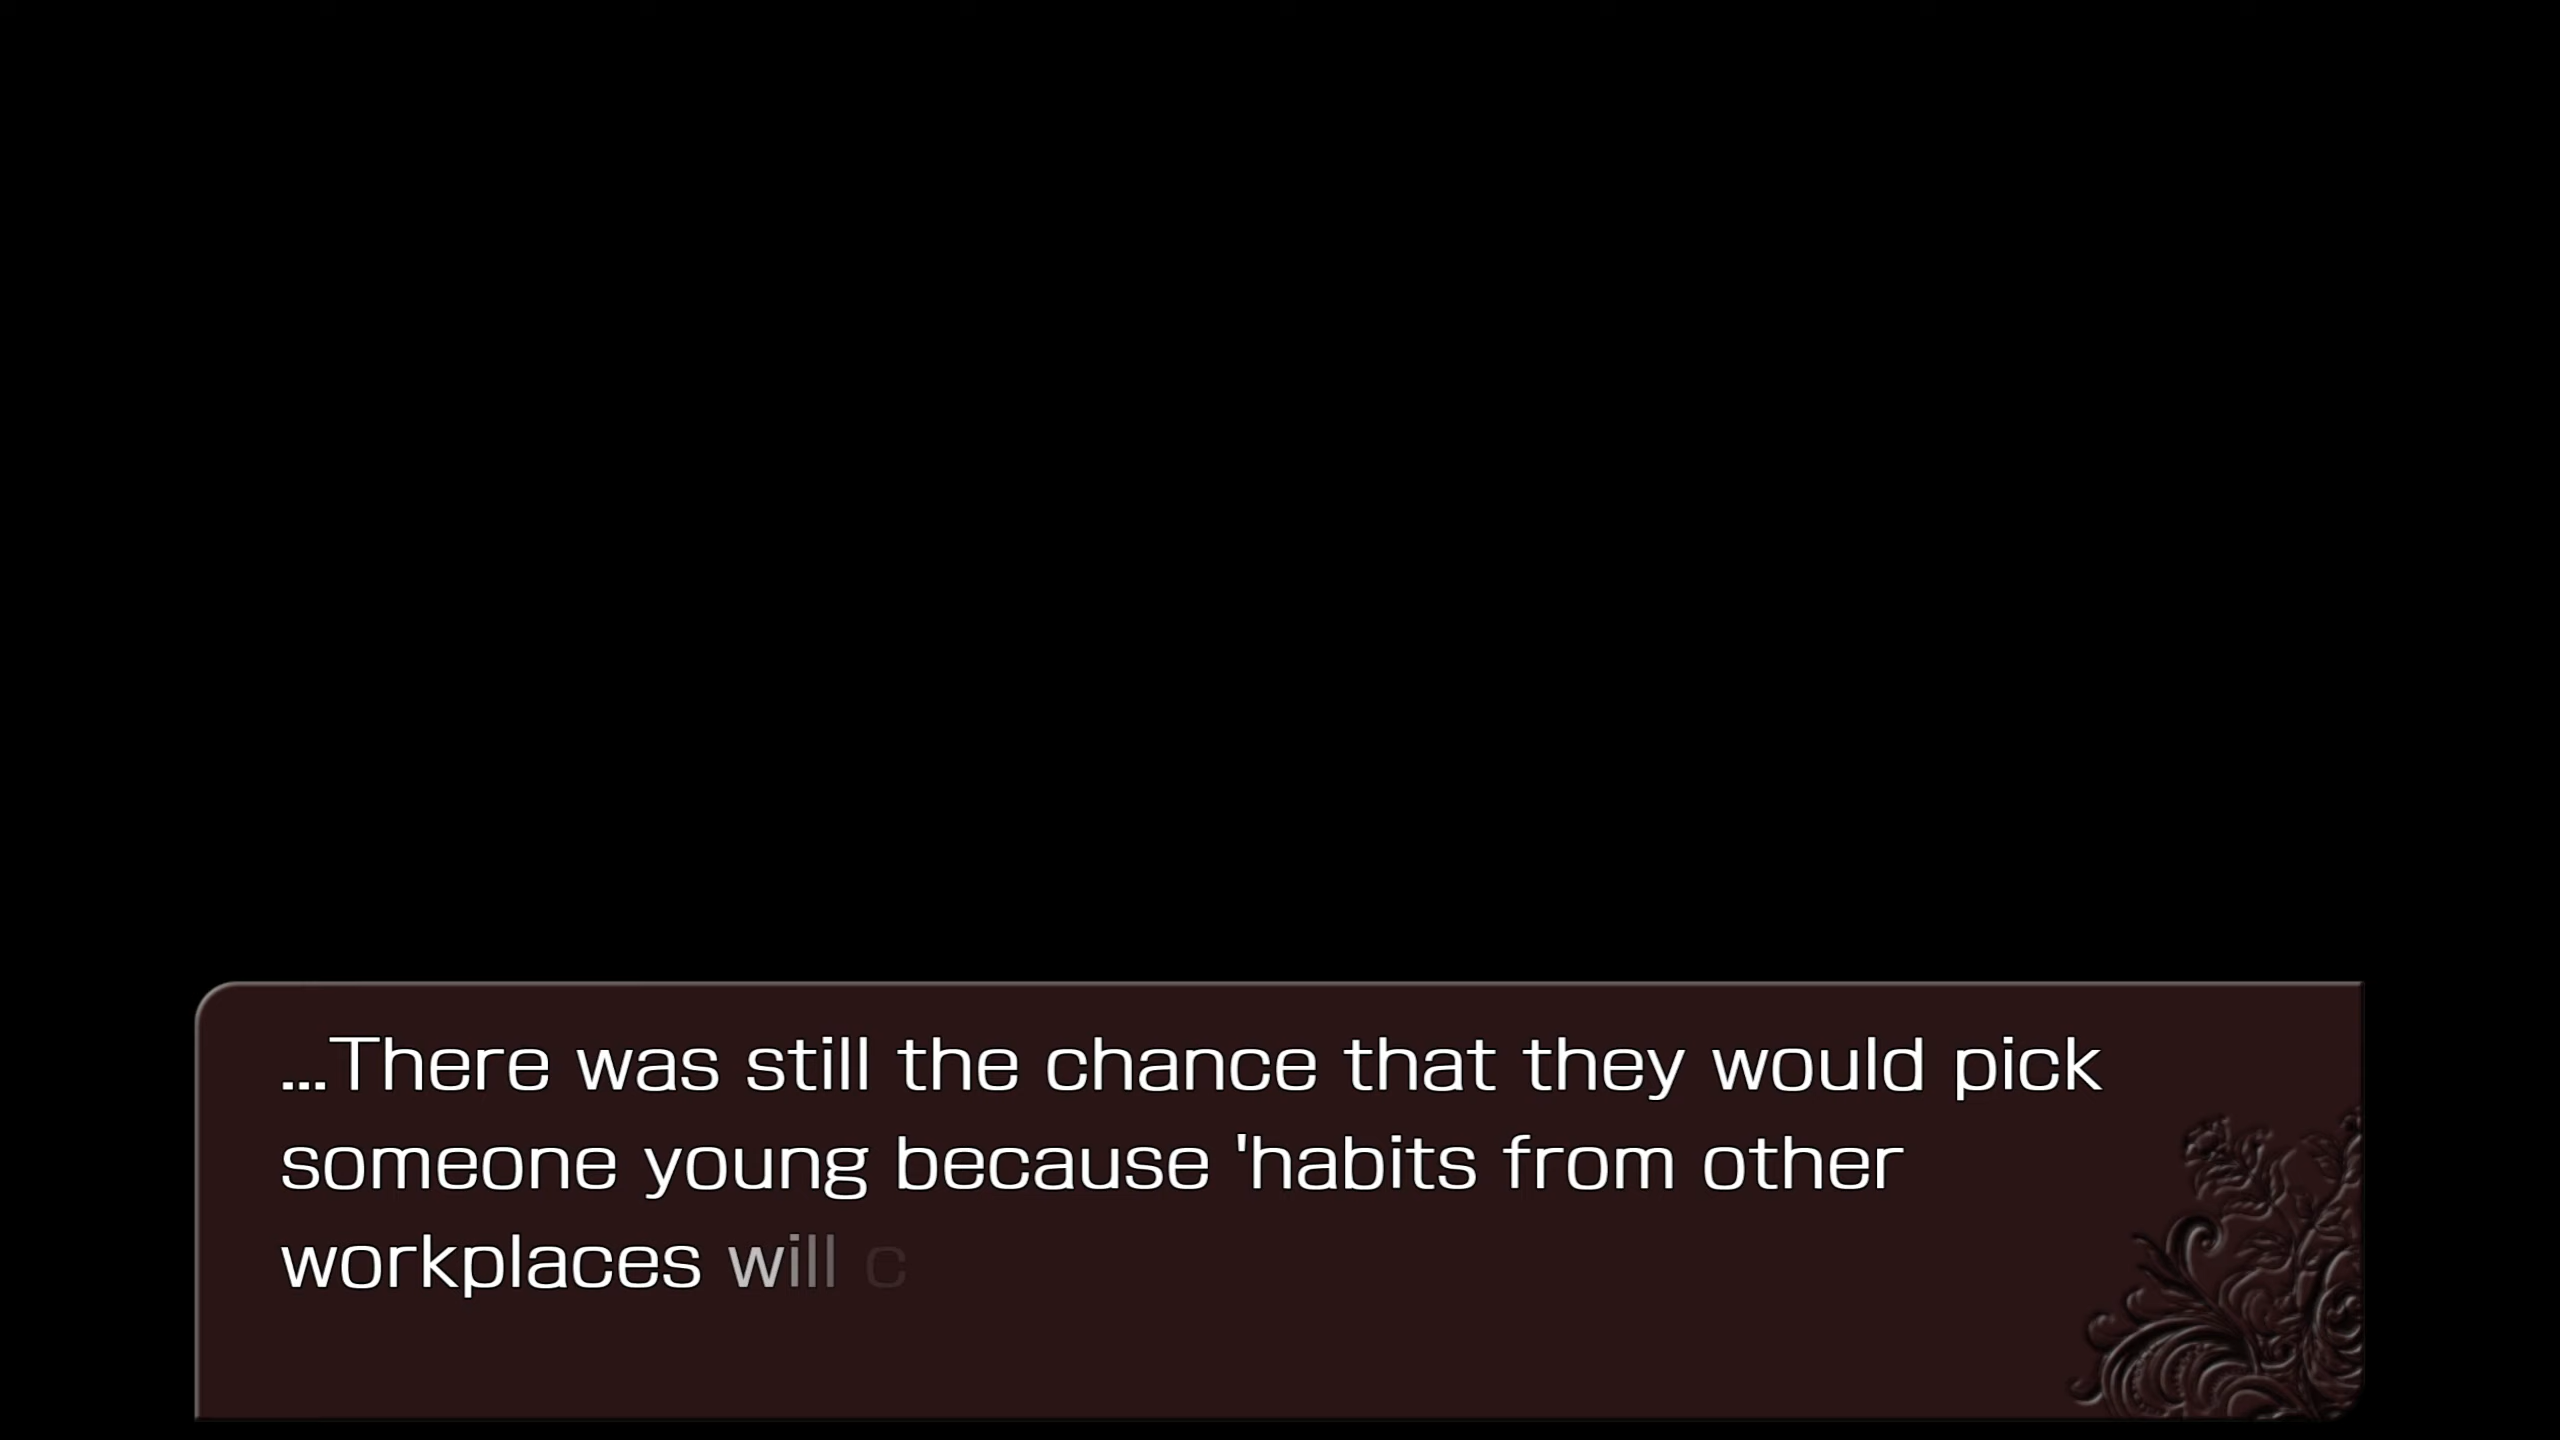 ...There was still the chance that they would pick
someone young because 'habits from other
workplaces will c